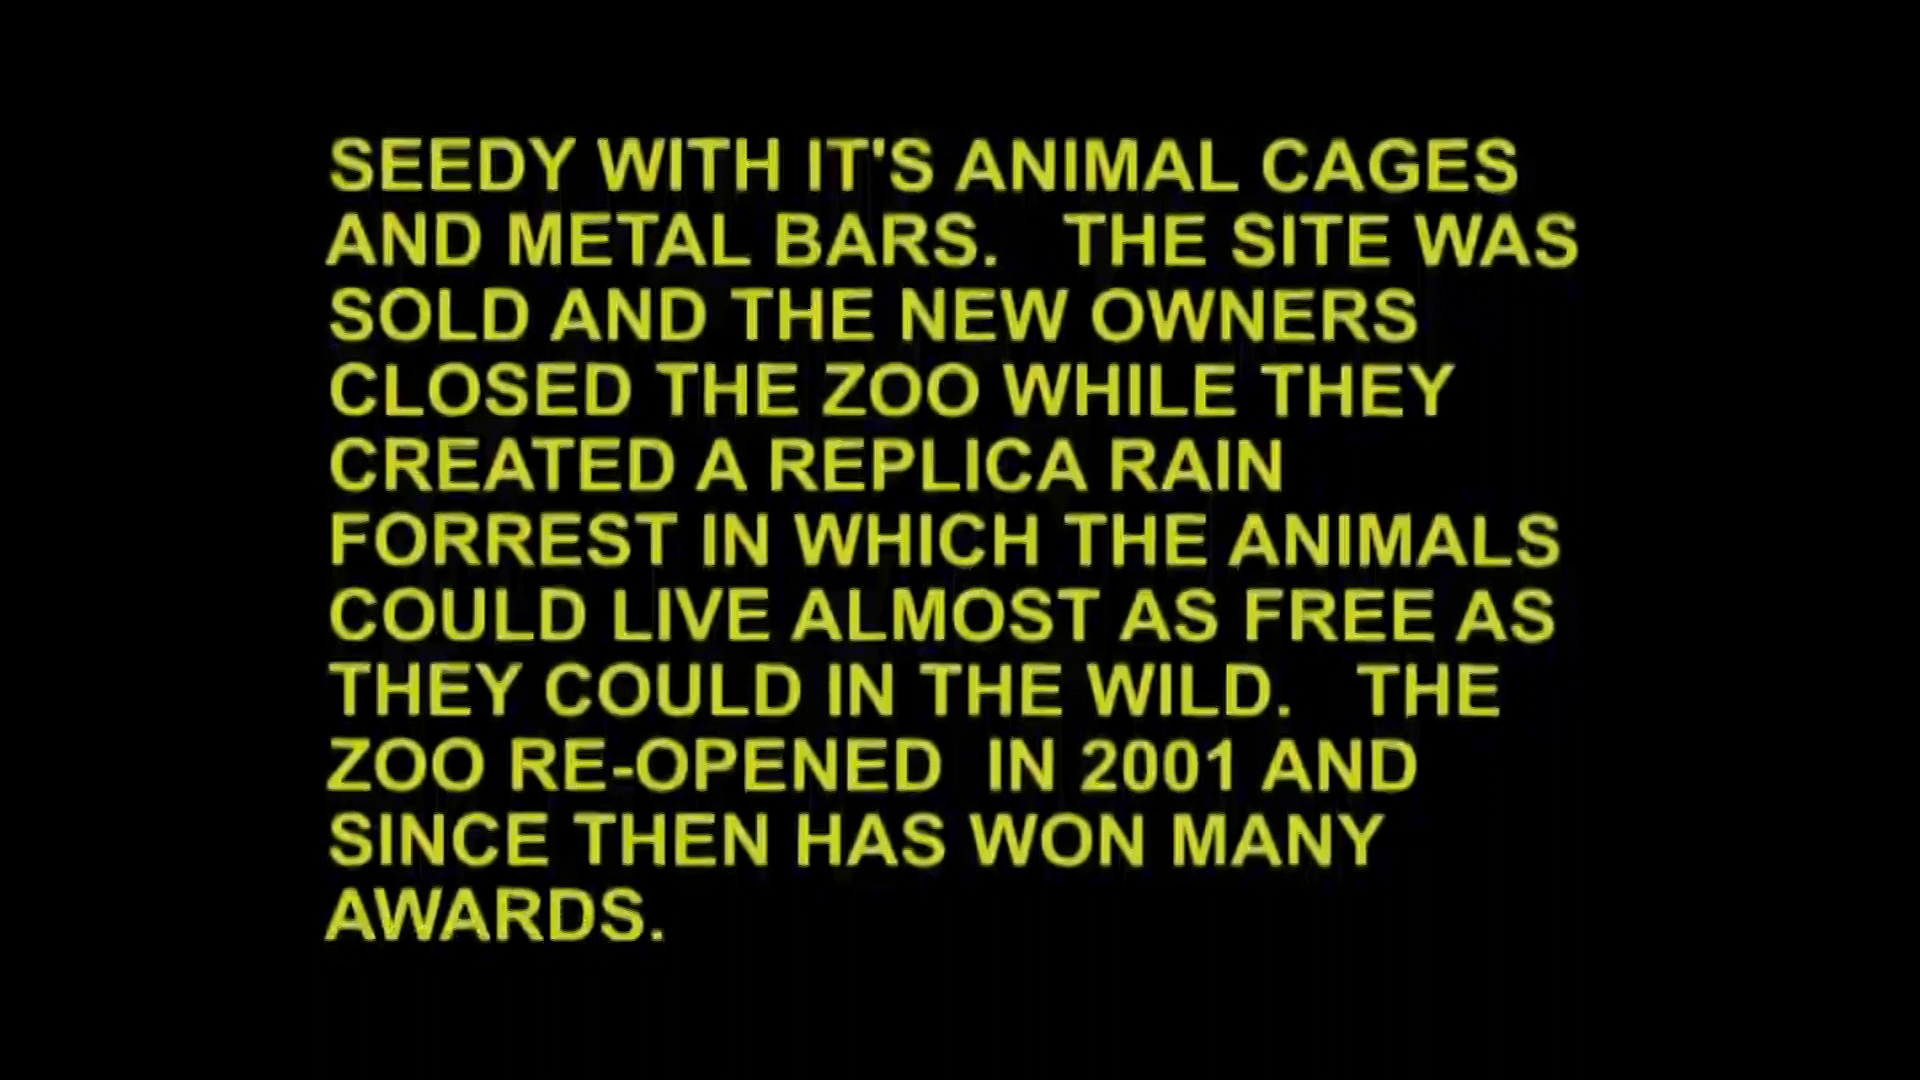 SEEDY WITH IT'S ANIMAL CAGES
AND METAL BARS. THE SITE WAS
SOLD AND THE NEW OWNERS
CLOSED THE ZOO WHILE THEY
CREATED A REPLICA RAIN
FORREST IN WHICH THE ANIMALS
COULD LIVE ALMOST AS FREE AS
THEY COULD IN THE WILD. THE
ZOO RE-OPENED IN 2001 AND
SINCE THEN HAS WON MANY
AWARDS.